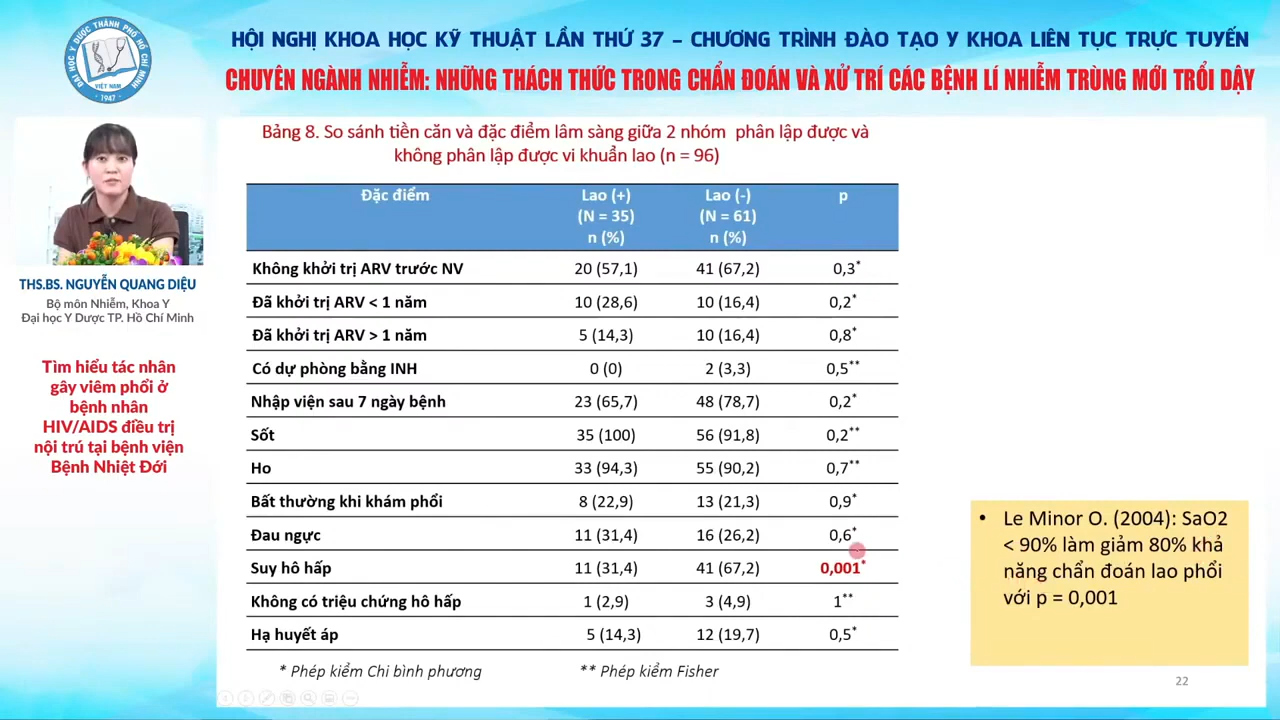 ĐẠI HỌC Y DƯỢC THÀNH PHỐ HỒ CHÍ MINH
VIỆT NAM
1947
HỘI NGHỊ KHOA HỌC KỸ THUẬT LẦN THỨ 37 – CHƯƠNG TRÌNH ĐÀO TẠO Y KHOA LIÊN TỤC TRỰC TUYẾN
CHUYÊN NGÀNH NHIỄM: NHỮNG THÁCH THỨC TRONG CHẨN ĐOÁN VÀ XỬ TRÍ CÁC BỆNH LÍ NHIỄM TRÙNG MỚI TRỔI DẬY
THS.BS. NGUYỄN QUANG DIỆU
Bộ môn Nhiễm, Khoa Y
Đại học Y Dược TP. Hồ Chí Minh
Tìm hiểu tác nhân
gây viêm phổi ở
bệnh nhân
HIV/AIDS điều trị
nội trú tại bệnh viện
Bệnh Nhiệt Đới
Bảng 8. So sánh tiền căn và đặc điểm lâm sàng giữa 2 nhóm phân lập được và
không phân lập được vi khuẩn lao (n = 96)
Đặc điểm Lao (+) Lao (-) p
(N = 35) (N = 61)
n (%) n (%)
Không khởi trị ARV trước NV 20 (57,1) 41 (67,2) 0,3*
Đã khởi trị ARV < 1 năm 10 (28,6) 10 (16,4) 0,2*
Đã khởi trị ARV > 1 năm 5 (14,3) 10 (16,4) 0,8*
Có dự phòng bằng INH 0 (0) 2 (3,3) 0,5**
Nhập viện sau 7 ngày bệnh 23 (65,7) 48 (78,7) 0,2*
Sốt 35 (100) 56 (91,8) 0,2**
Ho 33 (94,3) 55 (90,2) 0,7**
Bất thường khi khám phổi 8 (22,9) 13 (21,3) 0,9*
Đau ngực 11 (31,4) 16 (26,2) 0,6*
Suy hô hấp 11 (31,4) 41 (67,2) 0,001*
Không có triệu chứng hô hấp 1 (2,9) 3 (4,9) 1**
Hạ huyết áp 5 (14,3) 12 (19,7) 0,5*
* Phép kiểm Chi bình phương ** Phép kiểm Fisher
• Le Minor O. (2004): SaO2
< 90% làm giảm 80% khả
năng chẩn đoán lao phổi
với p = 0,001
22